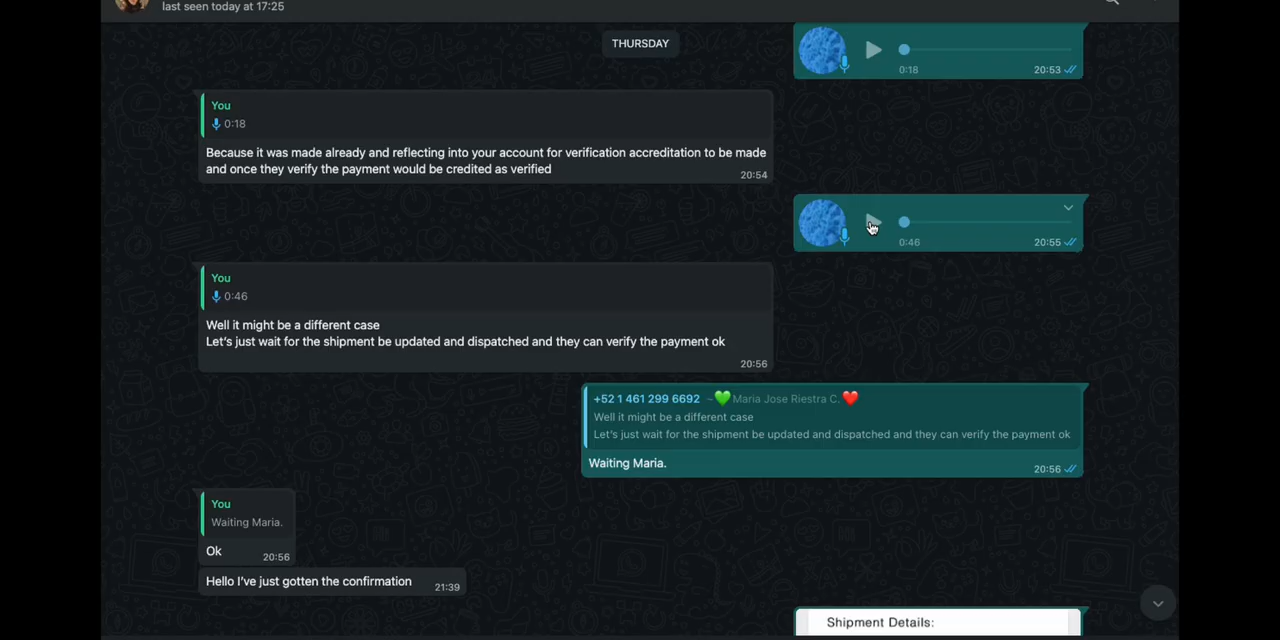 last seen today at 17:25
THURSDAY
0:18
20:53
You
0:18
Because it was made already and reflecting into your account for verification accreditation to be made
and once they verify the payment would be credited as verified
20:54
0:46
20:55
You
0:46
Well it might be a different case
Let's just wait for the shipment be updated and dispatched and they can verify the payment ok
20:56
+52 1 461 299 6692 ~💚Maria Jose Riestra C.❤️
Well it might be a different case
Let's just wait for the shipment be updated and dispatched and they can verify the payment ok
Waiting Maria.
20:56
You
Waiting Maria.
Ok
20:56
Hello I've just gotten the confirmation
21:39
Shipment Details: